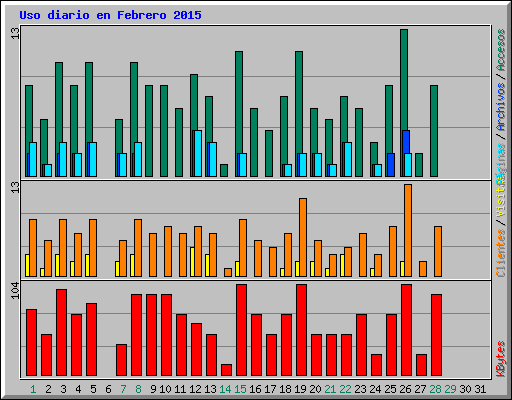 Uso diario en Febrero 2015
13
13
104
Accesos
/ Archivos /
Páginas
Clientes / Visitas
KBytes
1 2 3 4 5 6 7 8 9 10 11 12 13 14 15 16 17 18 19 20 21 22 23 24 25 26 27 28 29 30 31